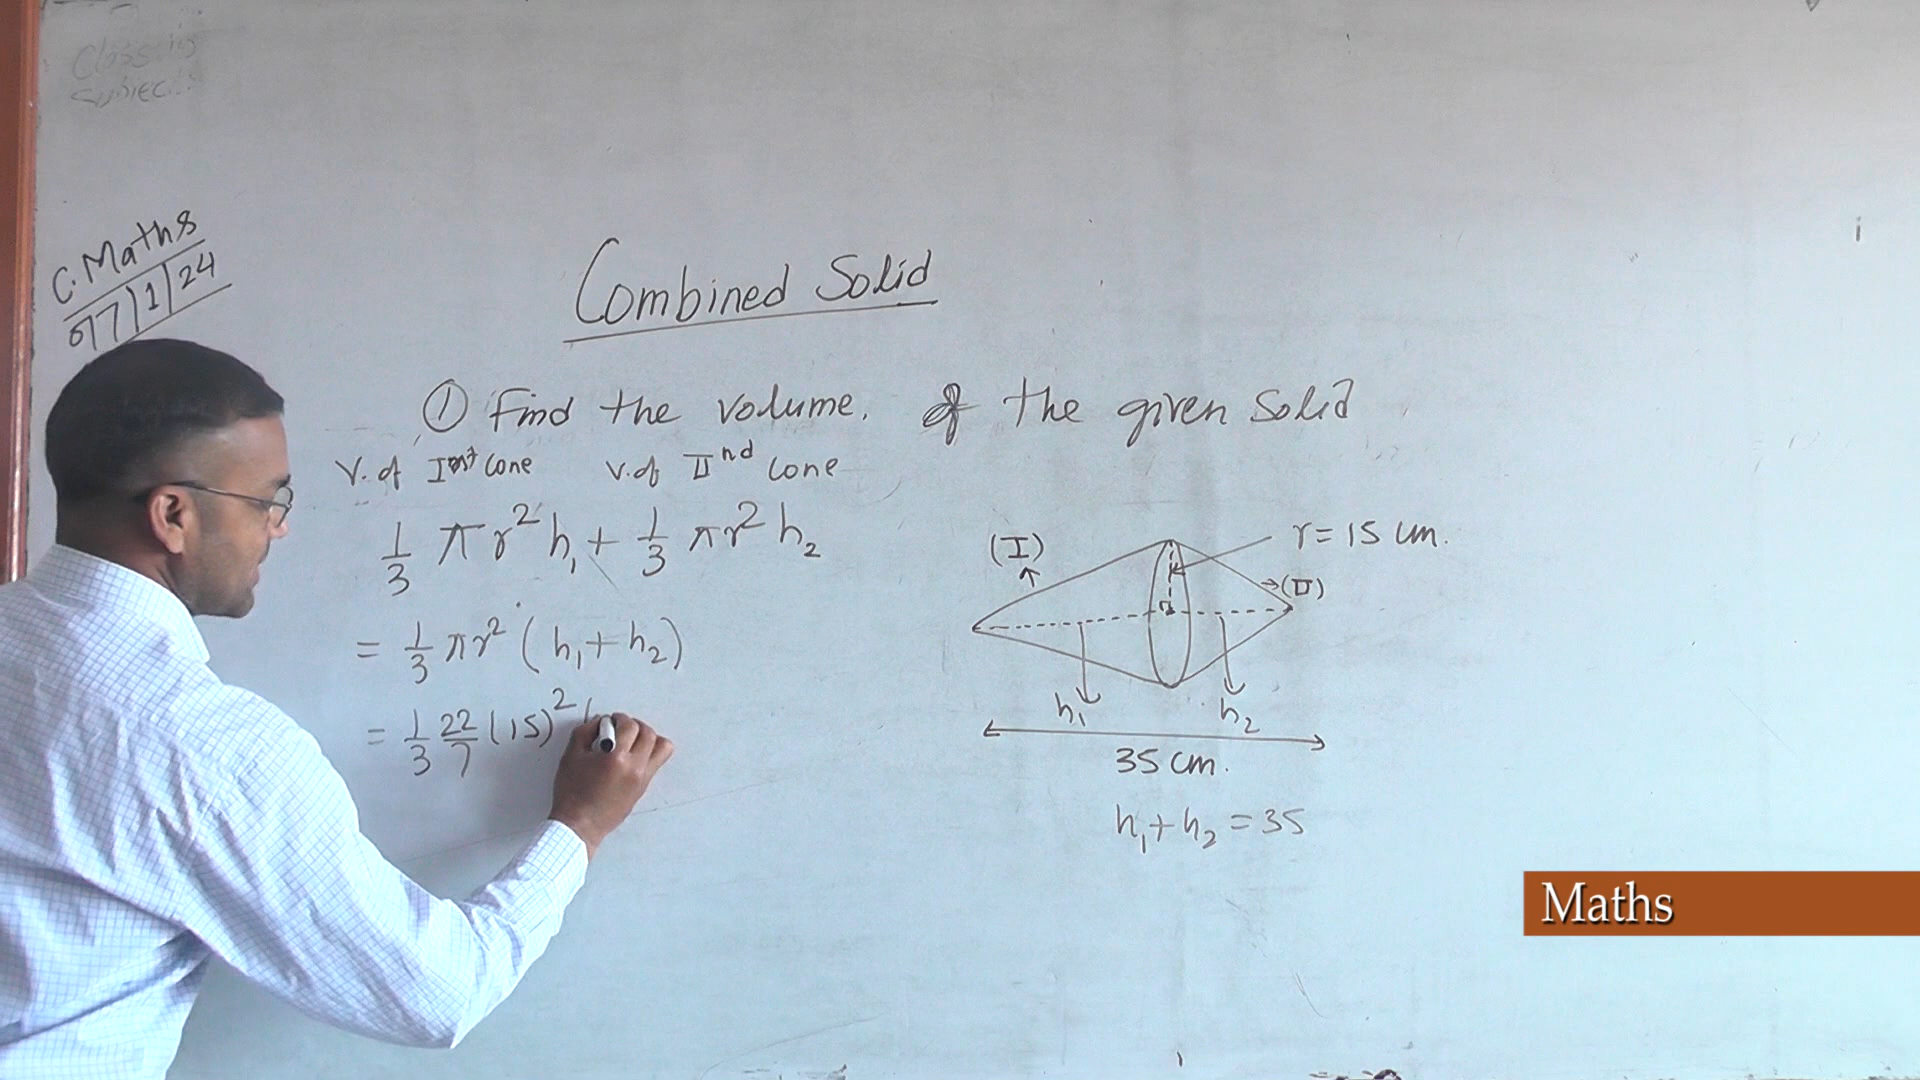 C. Maths
07/1/24
Combined Solid
① Find the volume. of the given Solid
V. of Ist Cone V. of IInd Cone
1/3 πr²h₁ + 1/3 πr²h₂
= 1/3 πr² (h₁+h₂)
= 1/3 22/7 (15)² (
(I)
r = 15 cm.
(II)
h₁
h₂
35 cm.
h₁+h₂ = 35
Maths